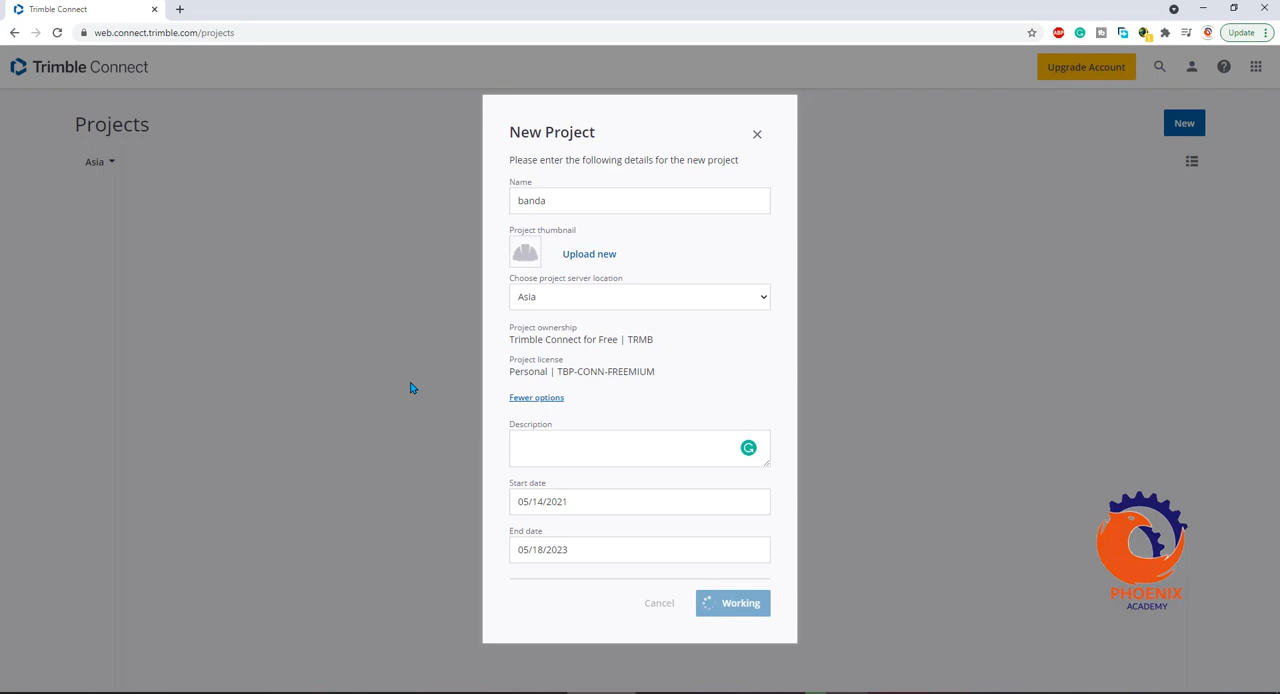 Trimble Connect
web.connect.trimble.com/projects
ABP
Update
Trimble Connect
Upgrade Account
Projects
New
Asia
New Project
Please enter the following details for the new project
Name
banda
Project thumbnail
Upload new
Choose project server location
Asia
Project ownership
Trimble Connect for Free | TRMB
Project license
Personal | TBP-CONN-FREEMIUM
Fewer options
Description
Start date
05/14/2021
End date
05/18/2023
Cancel
Working
PHOENIX
ACADEMY